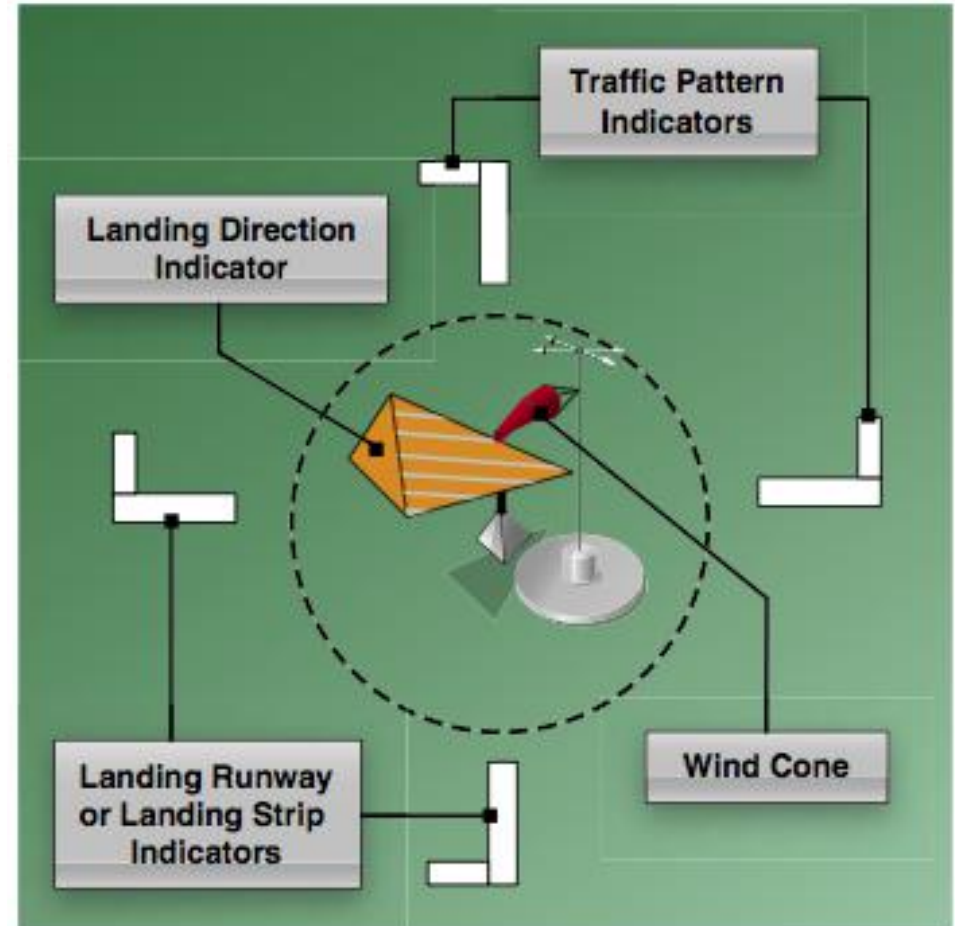 Traffic Pattern
Indicators
Landing Direction
Indicator
Landing Runway
or Landing Strip
Indicators
Wind Cone